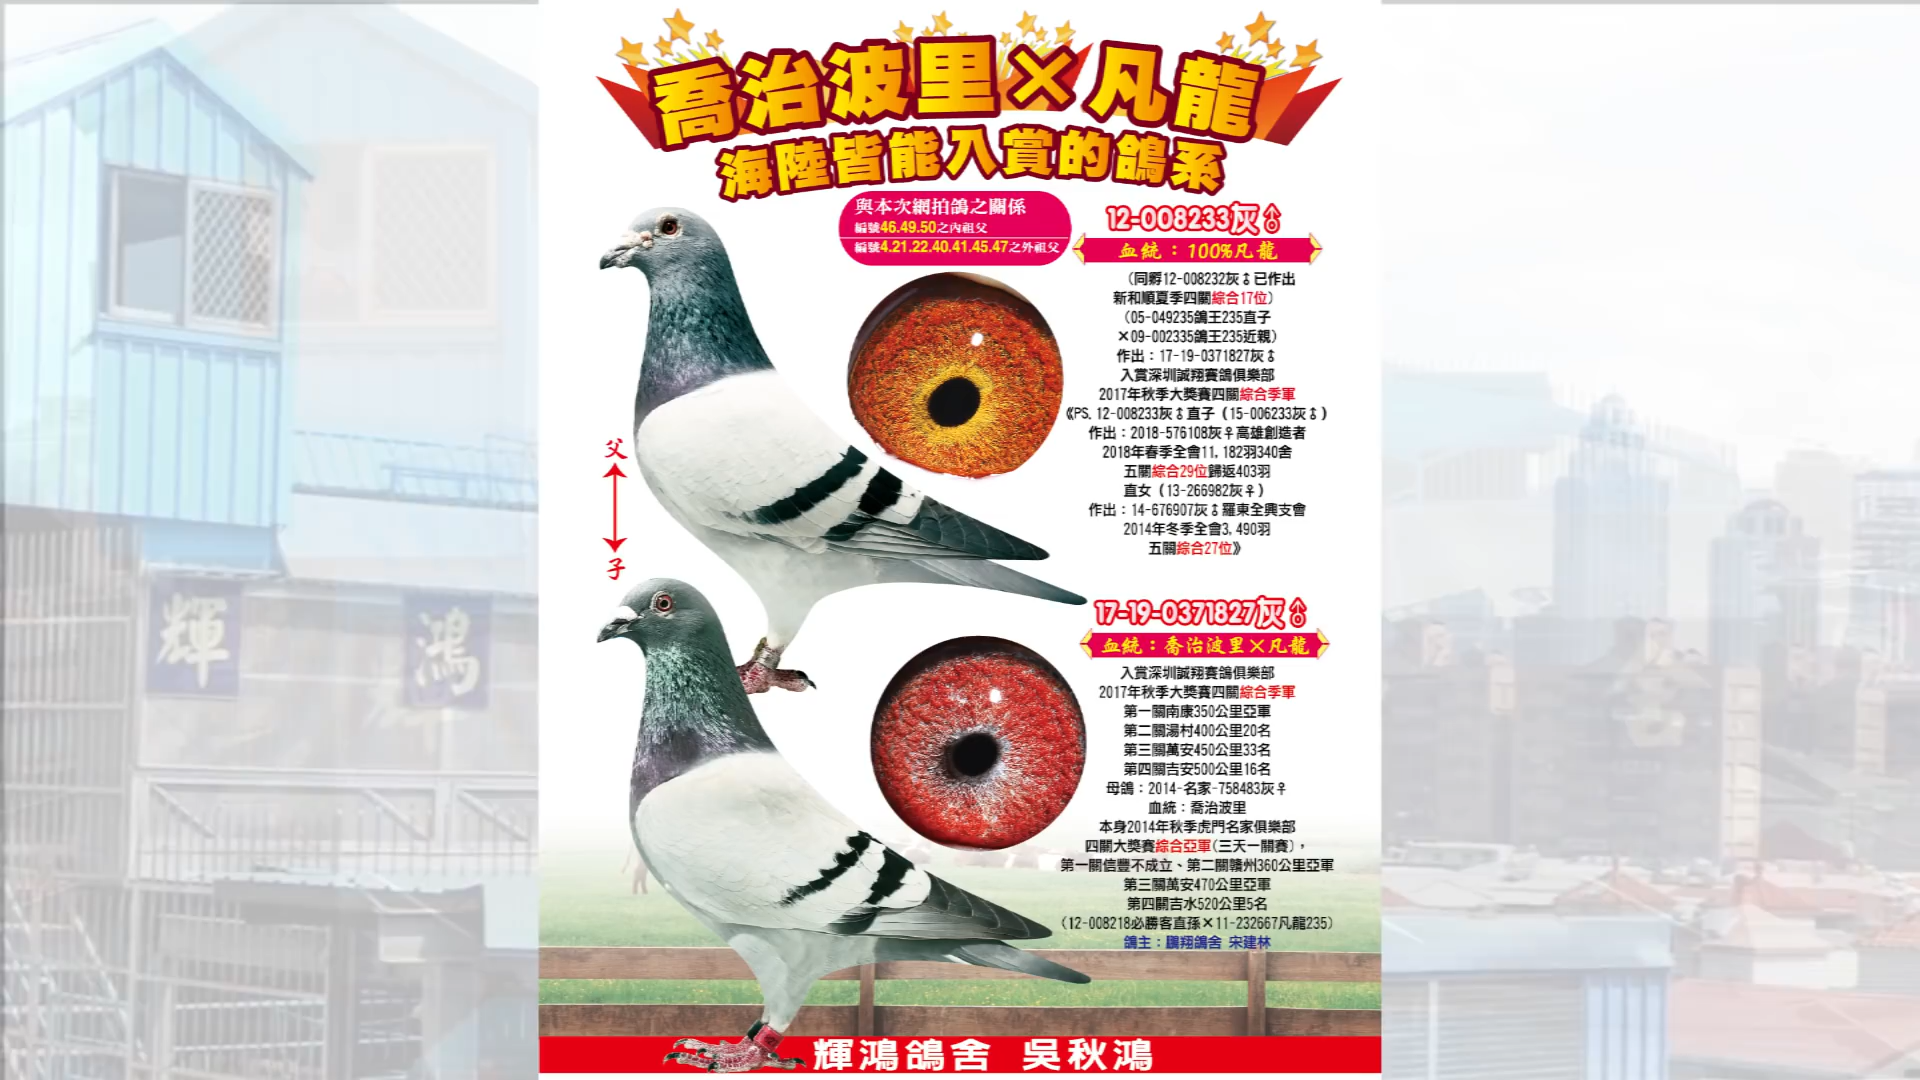 喬治波里×凡龍
海陸皆能入賞的鴿系
與本次網拍鴿之關係
編號46.49.50之內祖父
編號4.21.22.40.41.45.47之外祖父
12-008233灰♂
血統：100%凡龍
（同孵12-008232灰♂已作出
新和順夏季四關綜合17位）
（05-049235鴿王235直子
×09-002335鴿王235近親）
作出：17-19-0371827灰♂
入賞深圳誠翔賽鴿俱樂部
2017年秋季大獎賽四關綜合季軍
《PS.12-008233灰♂直子（15-006233灰♂）
作出：2018-576108灰♀高雄創造者
2018年春季全會11,182羽340舍
五關綜合29位歸返403羽
直女（13-266982灰♀）
作出：14-676907灰♂羅東全興支會
2014年冬季全會3,490羽
五關綜合27位》
父
子
17-19-0371827灰♂
血統：喬治波里×凡龍
入賞深圳誠翔賽鴿俱樂部
2017年秋季大獎賽四關綜合季軍
第一關南康350公里亞軍
第二關湯村400公里20名
第三關萬安450公里33名
第四關吉安500公里16名
母鴿：2014-名家-758483灰♀
血統：喬治波里
本身2014年秋季虎門名家俱樂部
四關大獎賽綜合亞軍(三天一關賽)，
第一關信豐不成立、第二關贛州360公里亞軍
第三關萬安470公里亞軍
第四關吉水520公里5名
（12-008218必勝客直孫×11-232667凡龍235）
鴿主：鵬翔鴿舍 宋建林
輝鴻鴿舍 吳秋鴻
輝鴻